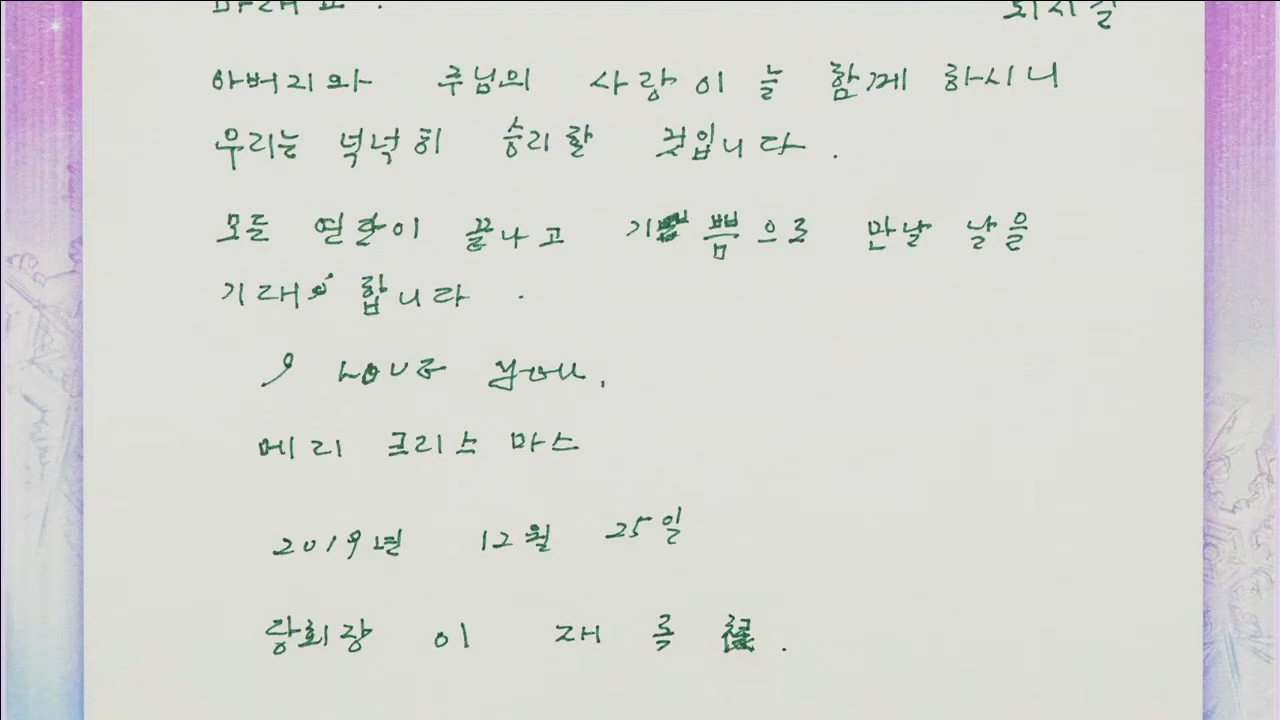 아버지와 주님의 사랑이 늘 함께 하시니
우리는 넉넉히 승리할 것입니다.
모든 연단이 끝나고 기쁨으로 만날 날을
기대 합니다.
I LOVE you.
메리 크리스마스
2019년 12월 25일
당회장 이재록.